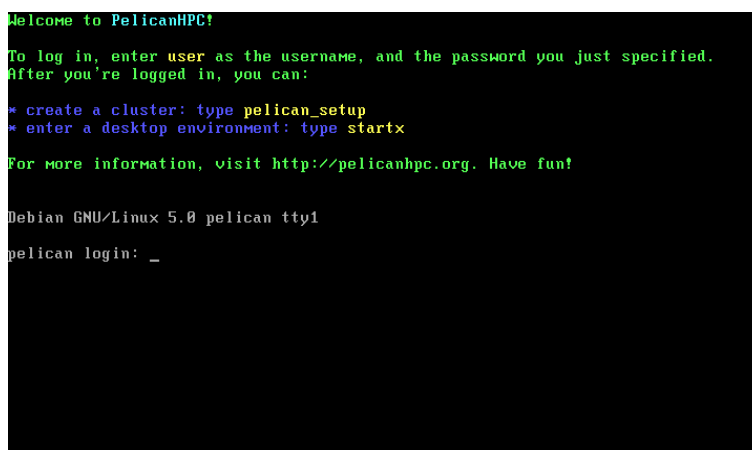 Welcome to PelicanHPC!
To log in, enter user as the username, and the password you just specified.
After you're logged in, you can:
* create a cluster: type pelican_setup
* enter a desktop environment: type startx
For more information, visit http://pelicanhpc.org. Have fun!
Debian GNU/Linux 5.0 pelican tty1
pelican login: _